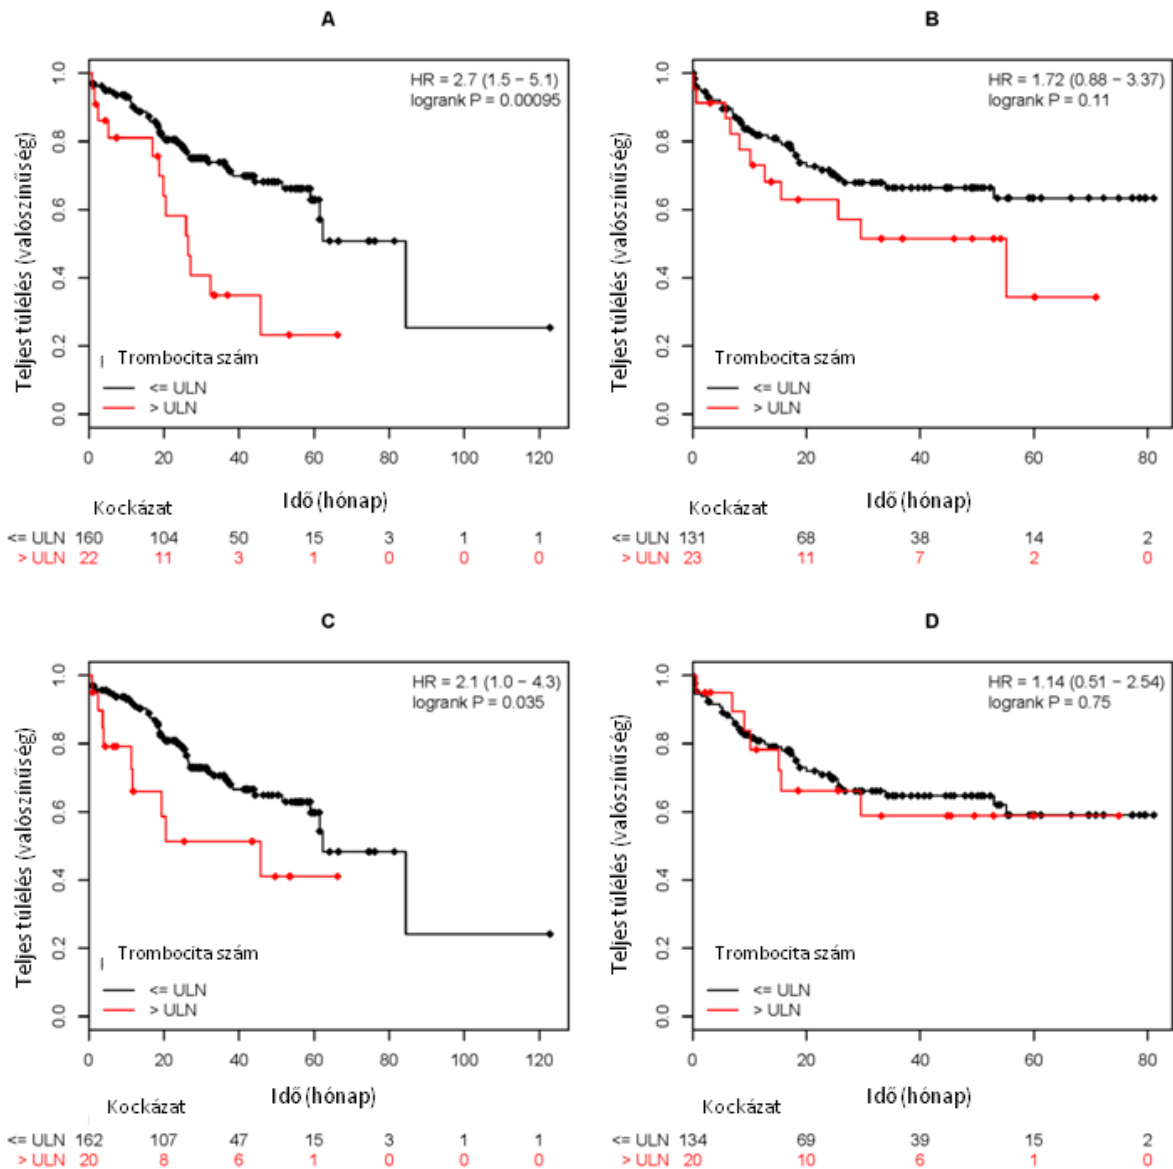 A
HR = 2.7 (1.5 – 5.1)
logrank P = 0.00095
Teljes túlélés (valószínűség)
1.0
0.8
0.6
0.4
0.2
0.0
Trombocita szám
<= ULN
> ULN
0 20 40 60 80 100 120
Kockázat Idő (hónap)
<= ULN 160 104 50 15 3 1 1
> ULN 22 11 3 1 0 0 0
B
HR = 1.72 (0.88 – 3.37)
logrank P = 0.11
Teljes túlélés (valószínűség)
1.0
0.8
0.6
0.4
0.2
0.0
Trombocita szám
<= ULN
> ULN
0 20 40 60 80
Kockázat Idő (hónap)
<= ULN 131 68 38 14 2
> ULN 23 11 7 2 0
C
HR = 2.1 (1.0 – 4.3)
logrank P = 0.035
Teljes túlélés (valószínűség)
1.0
0.8
0.6
0.4
0.2
0.0
Trombocita szám
<= ULN
> ULN
0 20 40 60 80 100 120
Kockázat Idő (hónap)
<= ULN 162 107 47 15 3 1 1
> ULN 20 8 6 1 0 0 0
D
HR = 1.14 (0.51 – 2.54)
logrank P = 0.75
Teljes túlélés (valószínűség)
1.0
0.8
0.6
0.4
0.2
0.0
Trombocita szám
<= ULN
> ULN
0 20 40 60 80
Kockázat Idő (hónap)
<= ULN 134 69 39 15 2
> ULN 20 10 6 1 0